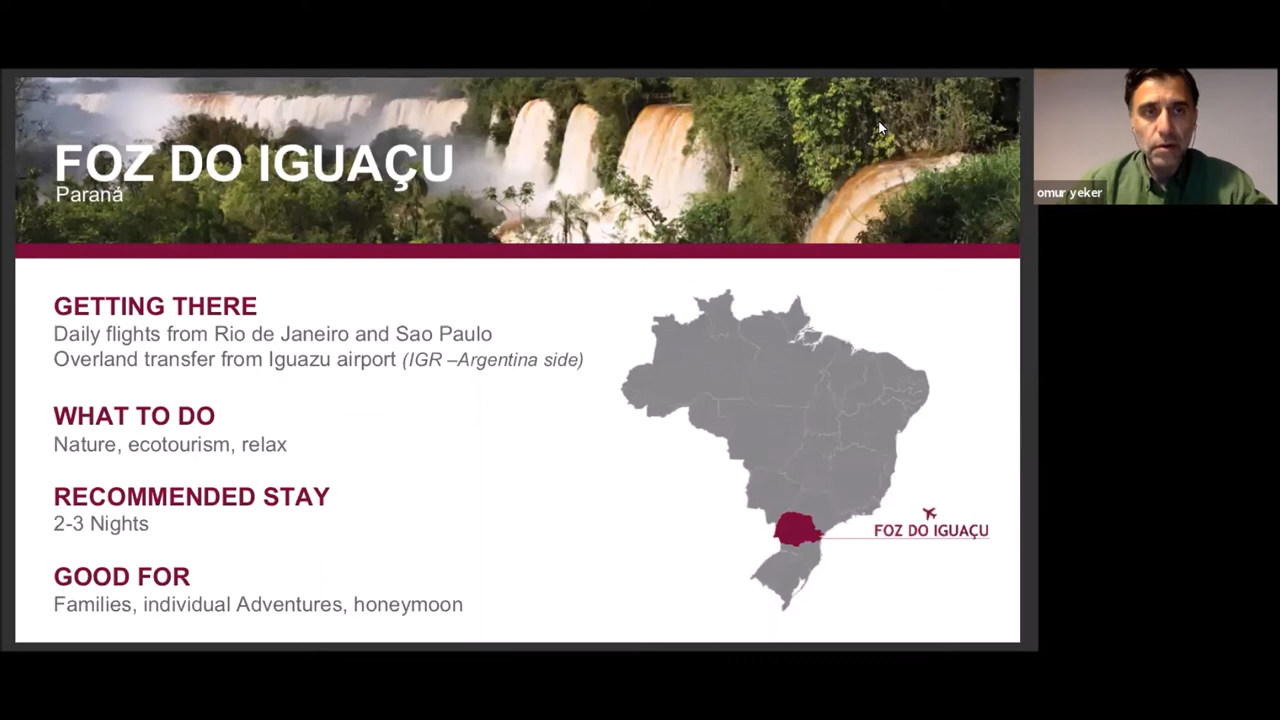 FOZ DO IGUAÇU
Paraná
omur yeker
GETTING THERE
Daily flights from Rio de Janeiro and Sao Paulo
Overland transfer from Iguazu airport (IGR –Argentina side)
WHAT TO DO
Nature, ecotourism, relax
RECOMMENDED STAY
2-3 Nights
FOZ DO IGUAÇU
GOOD FOR
Families, individual Adventures, honeymoon